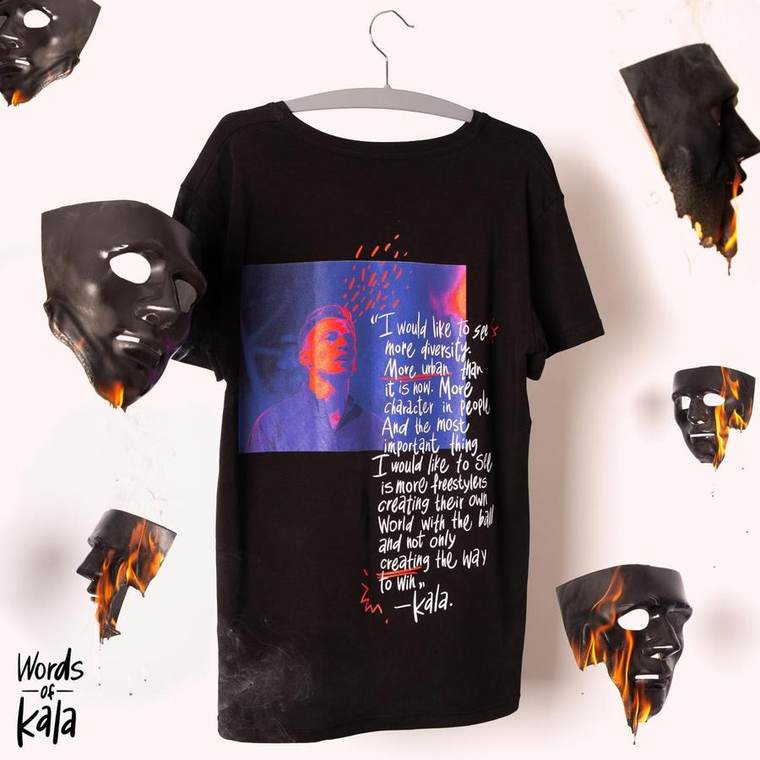 “I would like to see
more diversity.
More urban than
it is now. More
character in people
And the most
important thing
I would like to see
is more freestylers
creating their own
World with the ball
and not only
creating the way
to win„
—kala.
Words
—of—
kala